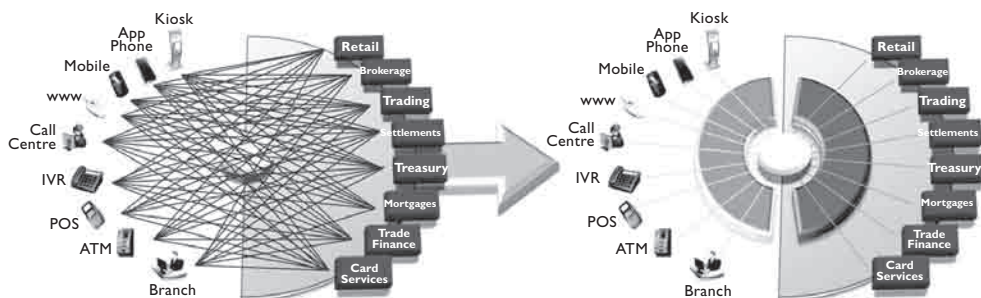 Kiosk
App
Phone
Mobile
www
Call
Centre
IVR
POS
ATM
Branch
Retail
Brokerage
Trading
Settlements
Treasury
Mortgages
Trade
Finance
Card
Services
Kiosk
App
Phone
Mobile
www
Call
Centre
IVR
POS
ATM
Branch
Retail
Brokerage
Trading
Settlements
Treasury
Mortgages
Trade
Finance
Card
Services